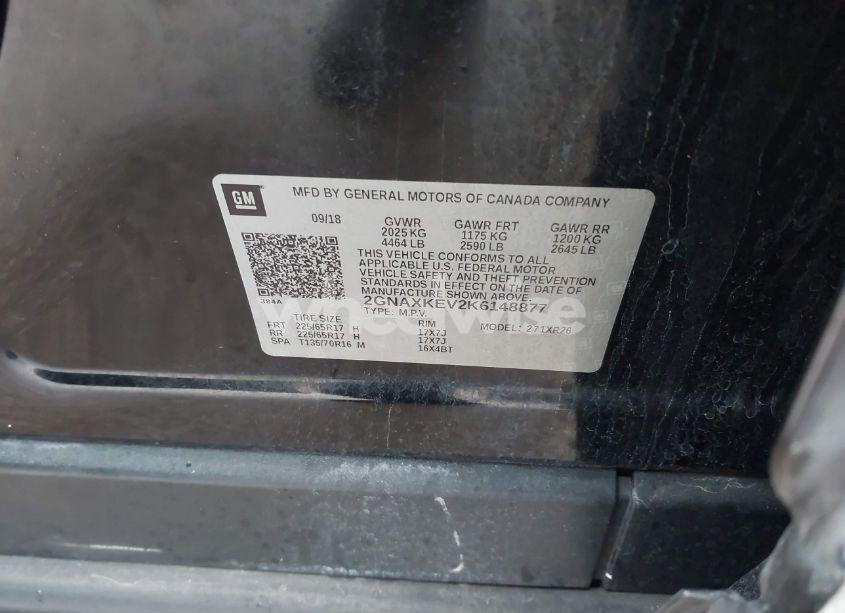 GM
MFD BY GENERAL MOTORS OF CANADA COMPANY
09/18 GVWR GAWR FRT GAWR RR
2025 KG 1175 KG 1200 KG
4464 LB 2590 LB 2645 LB
THIS VEHICLE CONFORMS TO ALL
APPLICABLE U.S. FEDERAL MOTOR
VEHICLE SAFETY AND THEFT PREVENTION
STANDARDS IN EFFECT ON THE DATE OF
MANUFACTURE SHOWN ABOVE.
384A 2GNAXKEV2K6148877
TYPE: M.P.V. MODEL: 271XR26
TIRE SIZE RIM
FRT 225/65R17 H 17X7J
RR 225/65R17 H 17X7J
SPA T135/70R16 M 16X4BT